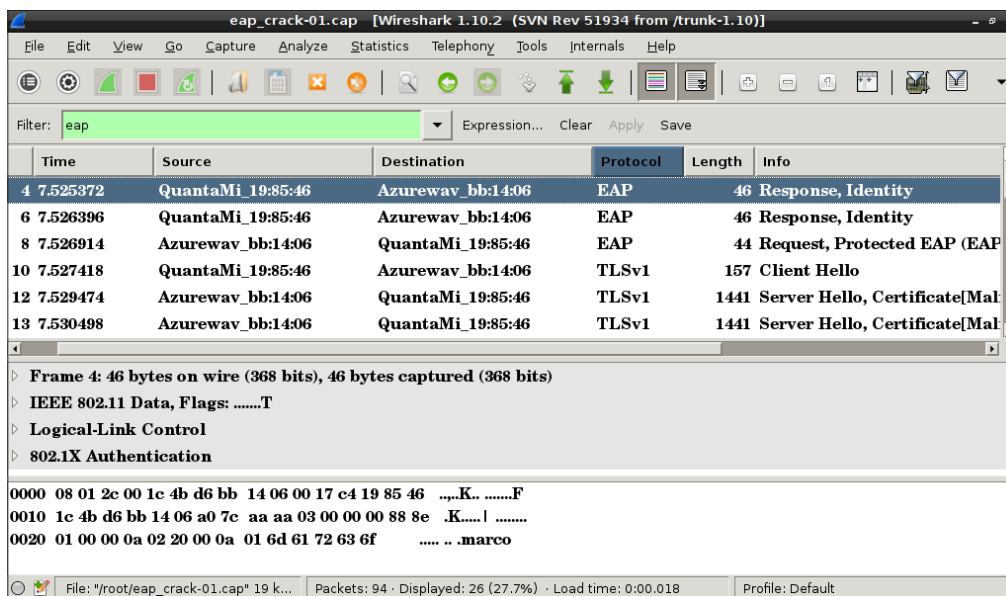 eap_crack-01.cap [Wireshark 1.10.2 (SVN Rev 51934 from /trunk-1.10)]
File Edit View Go Capture Analyze Statistics Telephony Tools Internals Help
Filter: eap Expression... Clear Apply Save
Time Source Destination Protocol Length Info
4 7.525372 QuantaMi_19:85:46 Azurewav_bb:14:06 EAP 46 Response, Identity
6 7.526396 QuantaMi_19:85:46 Azurewav_bb:14:06 EAP 46 Response, Identity
8 7.526914 Azurewav_bb:14:06 QuantaMi_19:85:46 EAP 44 Request, Protected EAP (EAP
10 7.527418 QuantaMi_19:85:46 Azurewav_bb:14:06 TLSv1 157 Client Hello
12 7.529474 Azurewav_bb:14:06 QuantaMi_19:85:46 TLSv1 1441 Server Hello, Certificate[Mal
13 7.530498 Azurewav_bb:14:06 QuantaMi_19:85:46 TLSv1 1441 Server Hello, Certificate[Mal
Frame 4: 46 bytes on wire (368 bits), 46 bytes captured (368 bits)
IEEE 802.11 Data, Flags: .......T
Logical-Link Control
802.1X Authentication
0000 08 01 2c 00 1c 4b d6 bb 14 06 00 17 c4 19 85 46 ..,..K.. .......F
0010 1c 4b d6 bb 14 06 a0 7c aa aa 03 00 00 00 88 8e .K.....| ........
0020 01 00 00 0a 02 20 00 0a 01 6d 61 72 63 6f ..... .. .marco
File: "/root/eap_crack-01.cap" 19 k... Packets: 94 · Displayed: 26 (27.7%) · Load time: 0:00.018 Profile: Default